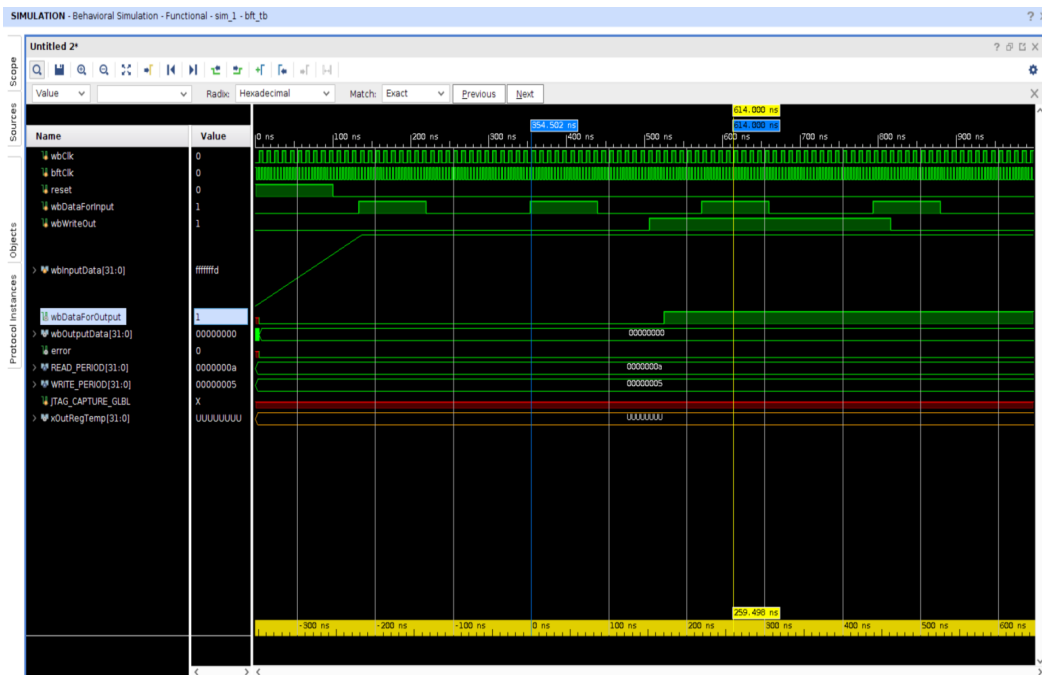 SIMULATION - Behavioral Simulation - Functional - sim_1 - bft_tb
?
Untitled 2*
?
Scope
Sources
Objects
Protocol Instances
Value
Radix: Hexadecimal
Match: Exact
Previous
Next
614.000 ns
354.502 ns
614.000 ns
Name
Value
0 ns
100 ns
200 ns
300 ns
400 ns
500 ns
600 ns
700 ns
800 ns
900 ns
wbClk
0
bftClk
0
reset
0
wbDataForInput
1
wbWriteOut
1
wbInputData[31:0]
fffffffd
wbDataForOutput
1
wbOutputData[31:0]
00000000
00000000
error
0
READ_PERIOD[31:0]
0000000a
0000000a
WRITE_PERIOD[31:0]
00000005
00000005
JTAG_CAPTURE_GLBL
X
xOutRegTemp[31:0]
UUUUUUUU
UUUUUUUU
259.498 ns
-300 ns
-200 ns
-100 ns
0 ns
100 ns
200 ns
300 ns
400 ns
500 ns
600 ns